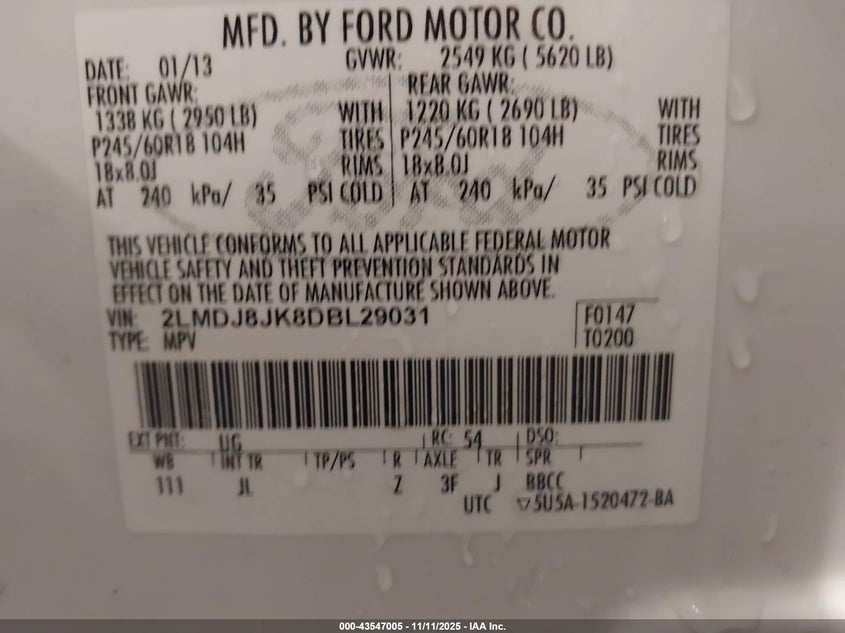 MFD. BY FORD MOTOR CO.
DATE: 01/13 GVWR: 2549 KG ( 5620 LB)
FRONT GAWR: REAR GAWR:
1338 KG ( 2950 LB) WITH 1220 KG ( 2690 LB) WITH
P245/60R18 104H TIRES P245/60R18 104H TIRES
18x8.0J RIMS 18x8.0J RIMS
AT 240 kPa/ 35 PSI COLD AT 240 kPa/ 35 PSI COLD
THIS VEHICLE CONFORMS TO ALL APPLICABLE FEDERAL MOTOR
VEHICLE SAFETY AND THEFT PREVENTION STANDARDS IN
EFFECT ON THE DATE OF MANUFACTURE SHOWN ABOVE.
VIN: 2LMDJ8JK8DBL29031 F0147
TYPE: MPV T0200
EXT PNT: UG RC: 54 DSO:
WB INT TR TP/PS R AXLE TR SPR
111 JL Z 3F J BBCC
UTC ▽5U5A-1520472-BA
000-43547005 - 11/11/2025 - IAA Inc.